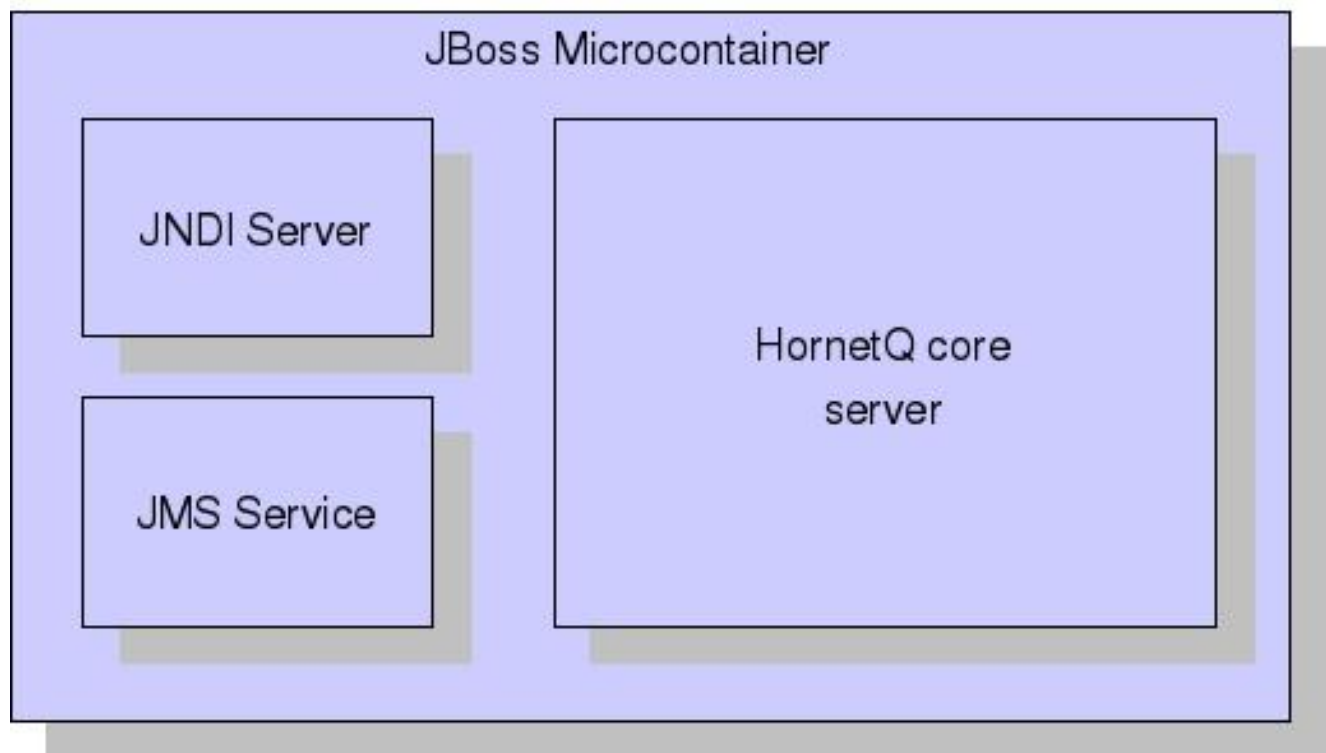 JBoss Microcontainer
JNDI Server
JMS Service
HornetQ core
server